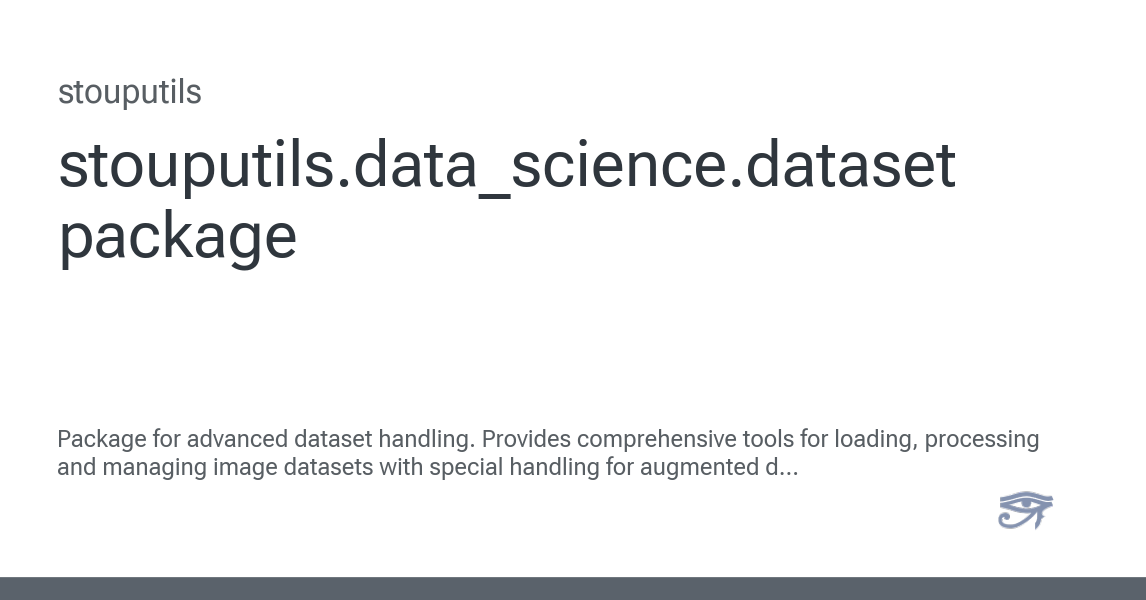 stouputils
stouputils.data_science.dataset
package
Package for advanced dataset handling. Provides comprehensive tools for loading, processing
and managing image datasets with special handling for augmented d...